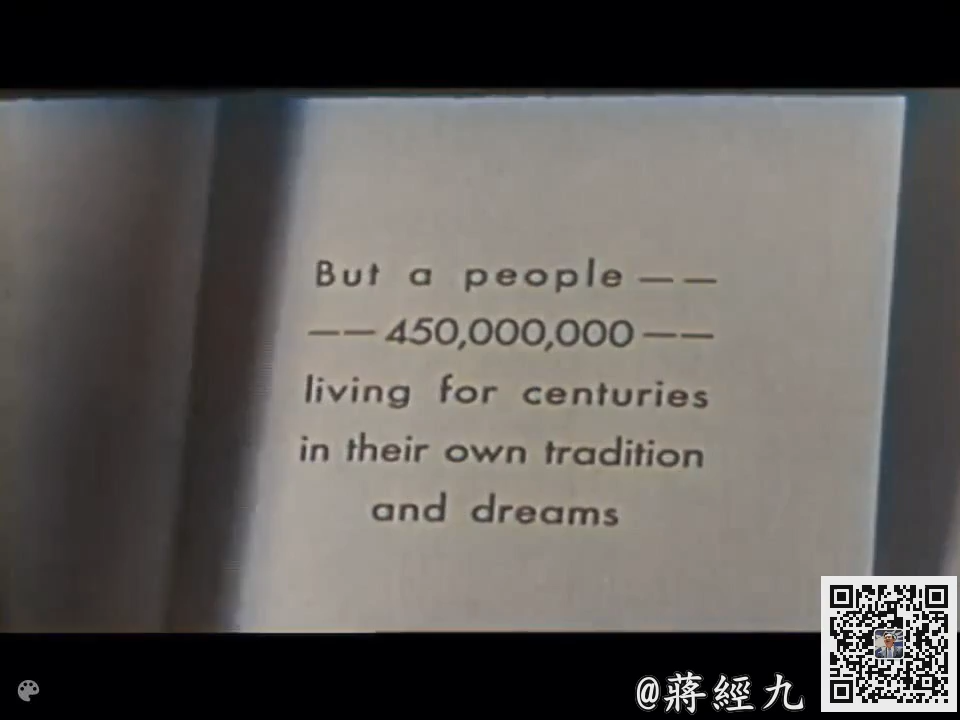 But a people — —
— — 450,000,000 — —
living for centuries
in their own tradition
and dreams
@蔣經九